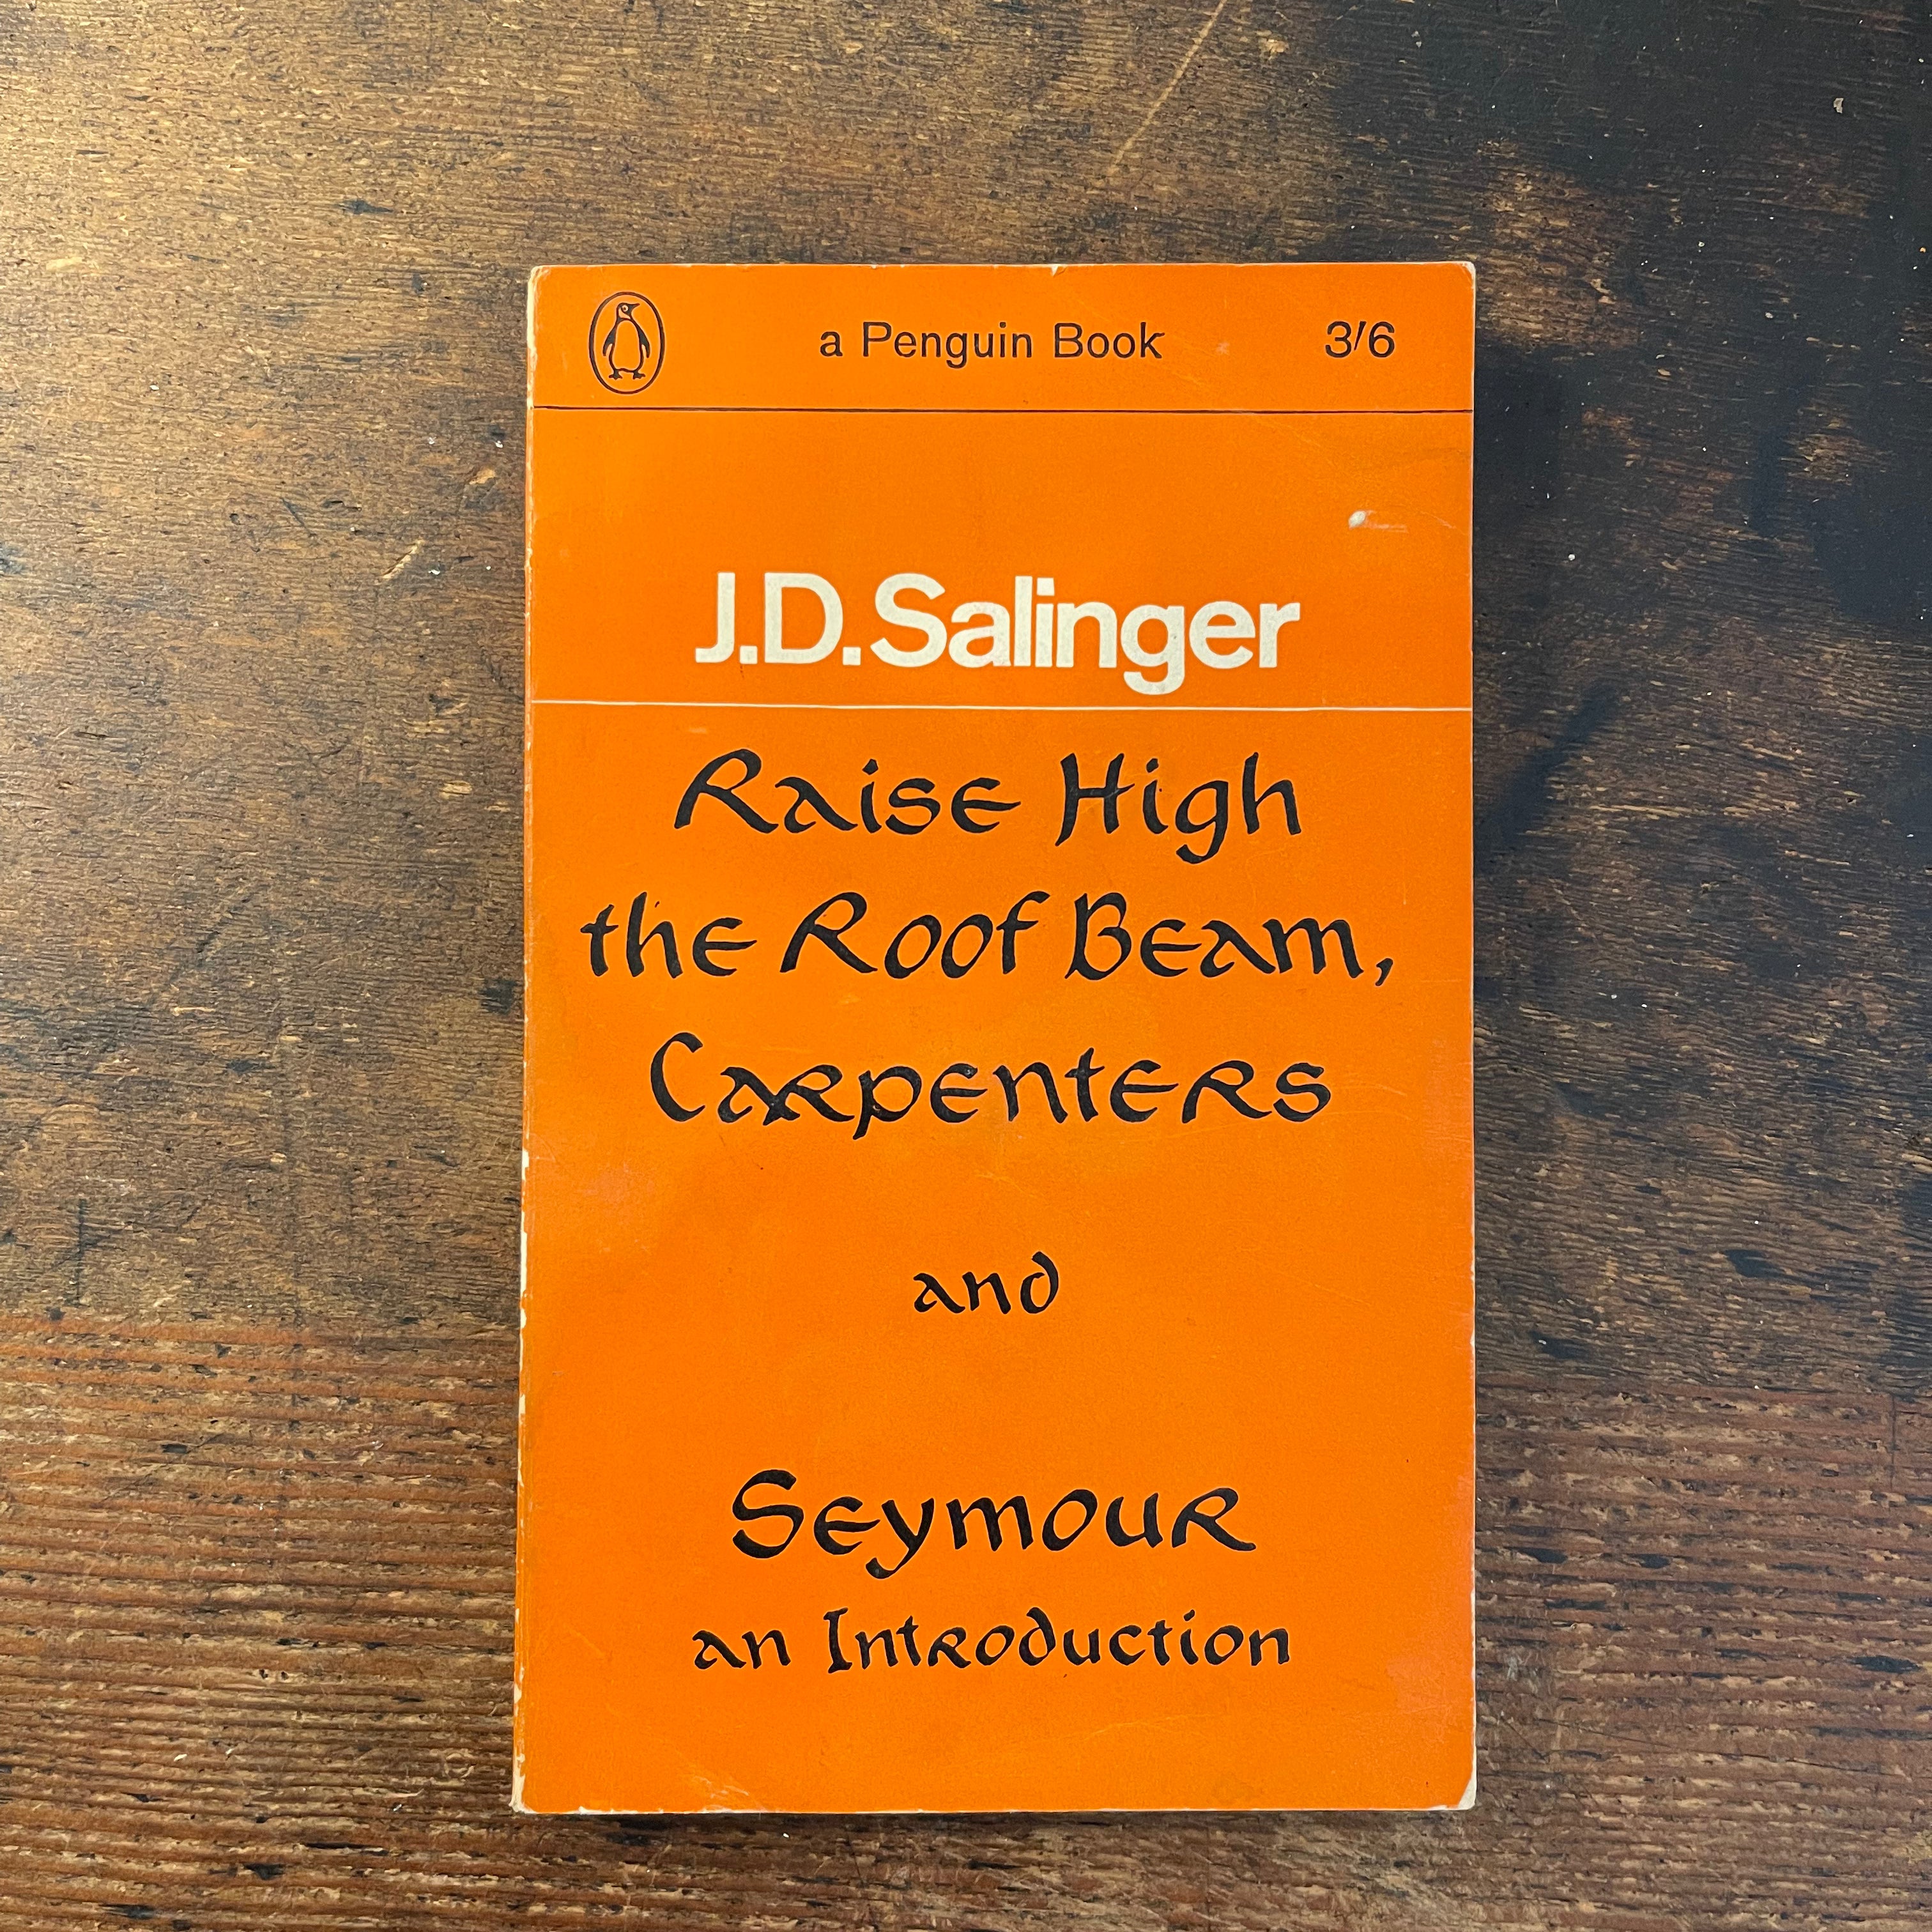 a Penguin Book 3/6
J.D. Salinger
Raise High
the Roof Beam,
Carpenters
and
Seymour
an Introduction